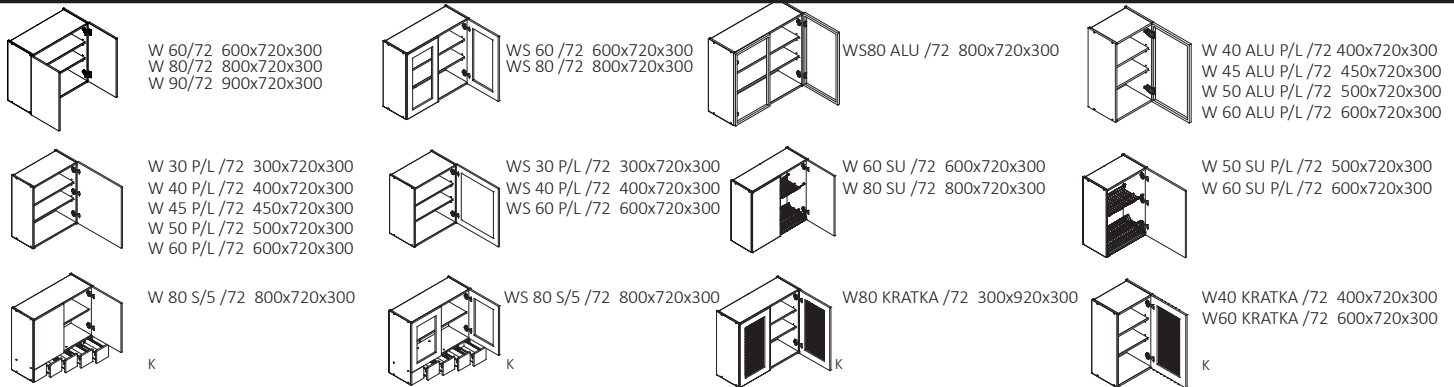 W 60/72 600x720x300
W 80/72 800x720x300
W 90/72 900x720x300
WS 60 /72 600x720x300
WS 80 /72 800x720x300
WS80 ALU /72 800x720x300
W 40 ALU P/L /72 400x720x300
W 45 ALU P/L /72 450x720x300
W 50 ALU P/L /72 500x720x300
W 60 ALU P/L /72 600x720x300
W 30 P/L /72 300x720x300
W 40 P/L /72 400x720x300
W 45 P/L /72 450x720x300
W 50 P/L /72 500x720x300
W 60 P/L /72 600x720x300
WS 30 P/L /72 300x720x300
WS 40 P/L /72 400x720x300
WS 60 P/L /72 600x720x300
W 60 SU /72 600x720x300
W 80 SU /72 800x720x300
W 50 SU P/L /72 500x720x300
W 60 SU P/L /72 600x720x300
W 80 S/5 /72 800x720x300
K
WS 80 S/5 /72 800x720x300
K
W80 KRATKA /72 300x920x300
K
W40 KRATKA /72 400x720x300
W60 KRATKA /72 600x720x300
K